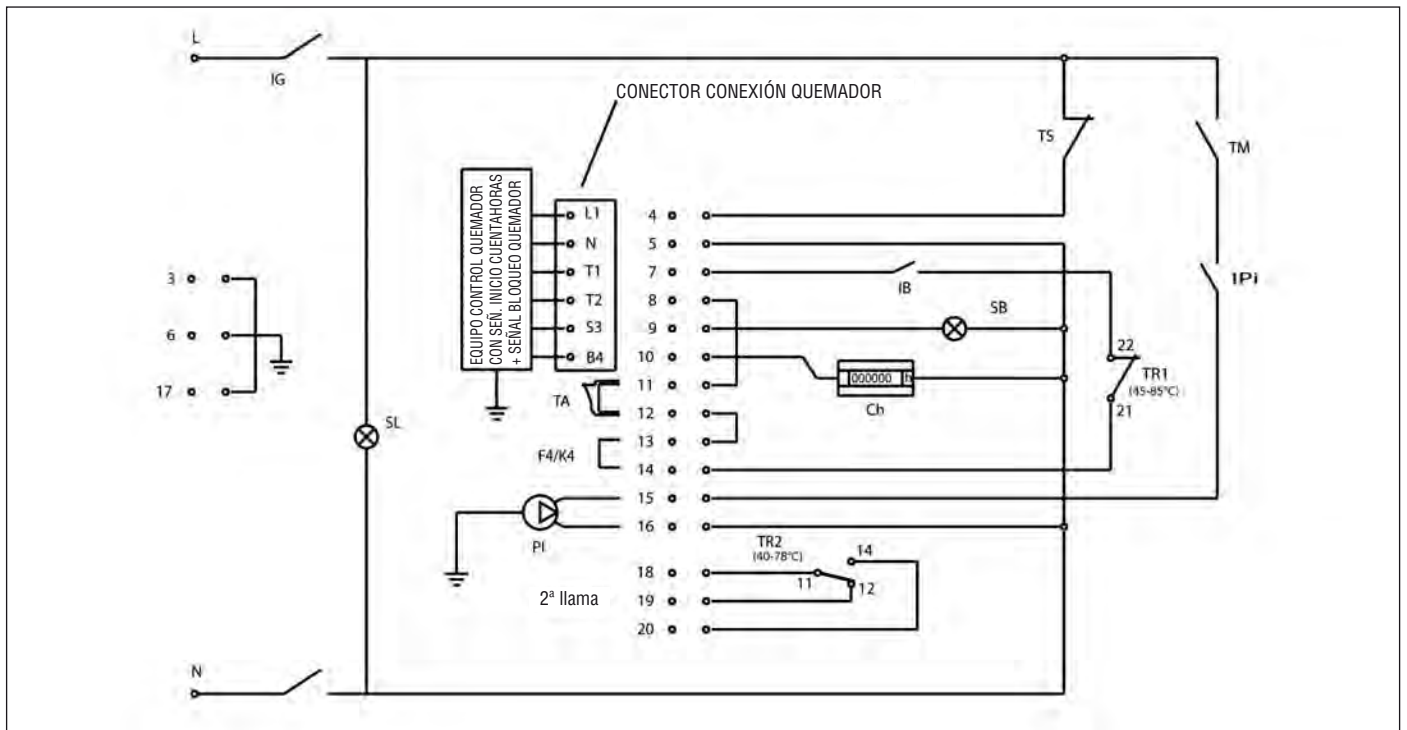 L
IG
CONECTOR CONEXIÓN QUEMADOR
TS
TM
EQUIPO CONTROL QUEMADOR
CON SEÑ. INICIO CUENTAHORAS
+ SEÑAL BLOQUEO QUEMADOR
L1
N
T1
T2
S3
B4
4
5
7
8
9
10
11
12
13
14
15
16
18
19
20
3
6
17
IB
1Pi
SB
22
TR1
(45-85°C)
21
000000 h
Ch
TA
SL
F4/K4
PI
TR2
(40-78°C)
14
11
12
2ª llama
N